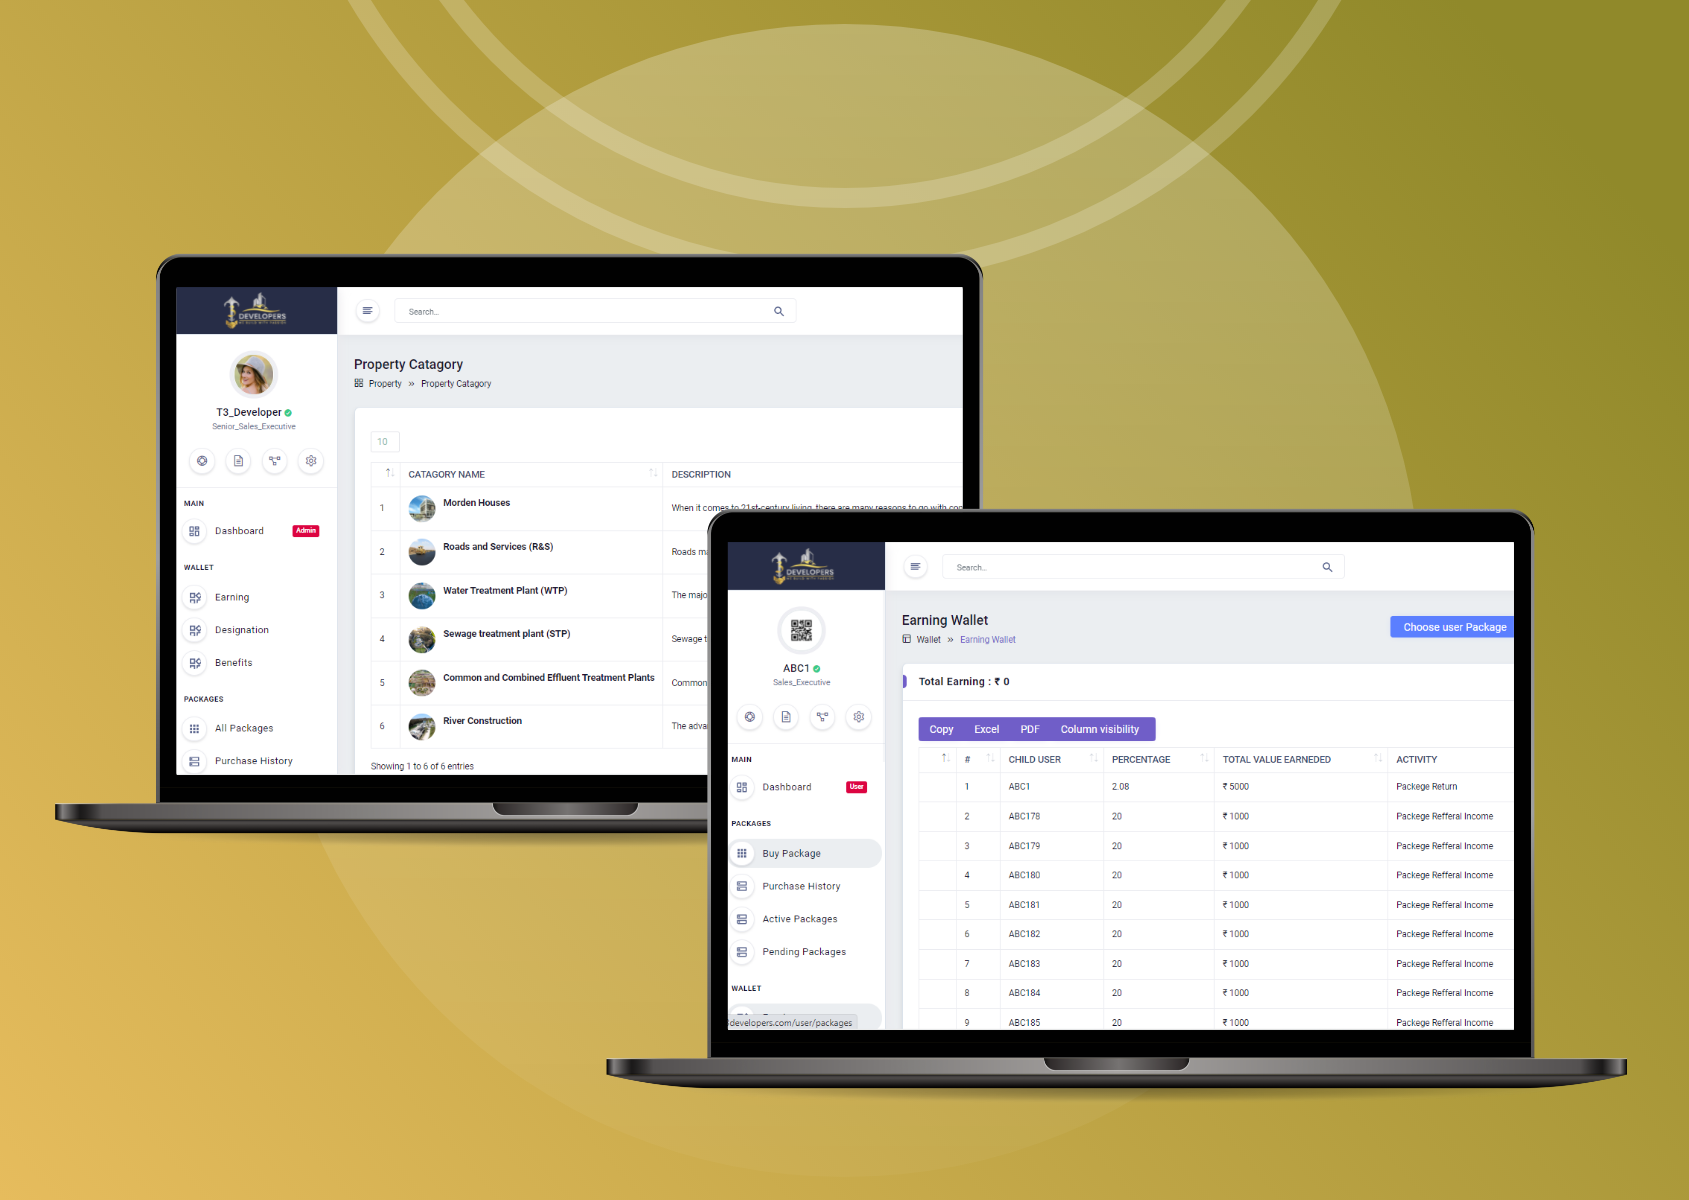 DEVELOPERS
Search...
T3_Developer
Senior_Sales_Executive
MAIN
Dashboard Admin
WALLET
Earning
Designation
Benefits
PACKAGES
All Packages
Purchase History
Property Catagory
Property » Property Catagory
10
CATAGORY NAME DESCRIPTION
1 Morden Houses When it comes to 21st-century living, there are many reasons to go with
2 Roads and Services (R&S) Roads
3 Water Treatment Plant (WTP) The
4 Sewage treatment plant (STP) Sewage
5 Common and Combined Effluent Treatment Plants Common
6 River Construction The
Showing 1 to 6 of 6 entries
DEVELOPERS
Search...
ABC1
Sales_Executive
MAIN
Dashboard User
PACKAGES
Buy Package
Purchase History
Active Packages
Pending Packages
WALLET
developers.com/user/packages
Earning Wallet
Wallet » Earning Wallet
Choose user Package
Total Earning : ₹ 0
Copy Excel PDF Column visibility
# CHILD USER PERCENTAGE TOTAL VALUE EARNEDED ACTIVITY
1 ABC1 2.08 ₹ 5000 Packege Return
2 ABC178 20 ₹ 1000 Packege Refferal Income
3 ABC179 20 ₹ 1000 Packege Refferal Income
4 ABC180 20 ₹ 1000 Packege Refferal Income
5 ABC181 20 ₹ 1000 Packege Refferal Income
6 ABC182 20 ₹ 1000 Packege Refferal Income
7 ABC183 20 ₹ 1000 Packege Refferal Income
8 ABC184 20 ₹ 1000 Packege Refferal Income
9 ABC185 20 ₹ 1000 Packege Refferal Income